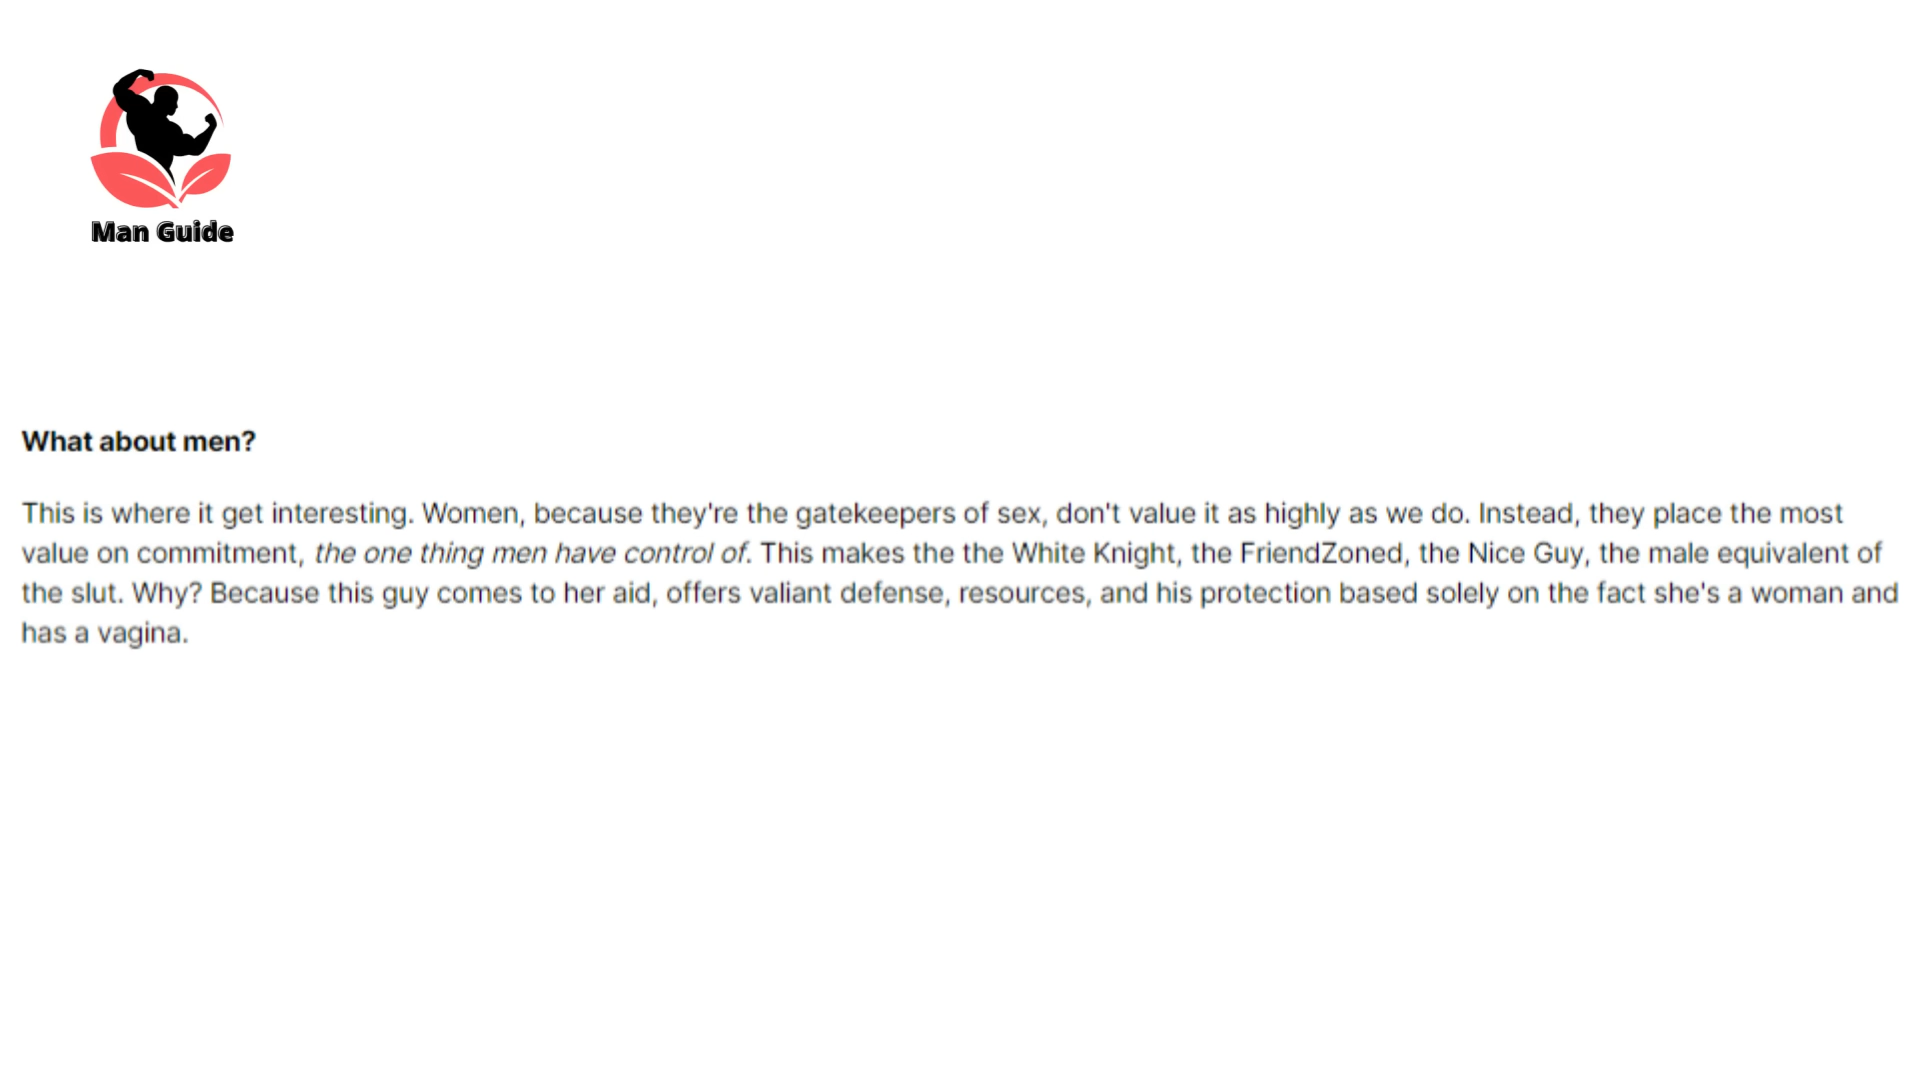 Man Guide
What about men?
This is where it get interesting. Women, because they're the gatekeepers of sex, don't value it as highly as we do. Instead, they place the most
value on commitment, the one thing men have control of. This makes the the White Knight, the FriendZoned, the Nice Guy, the male equivalent of
the slut. Why? Because this guy comes to her aid, offers valiant defense, resources, and his protection based solely on the fact she's a woman and
has a vagina.